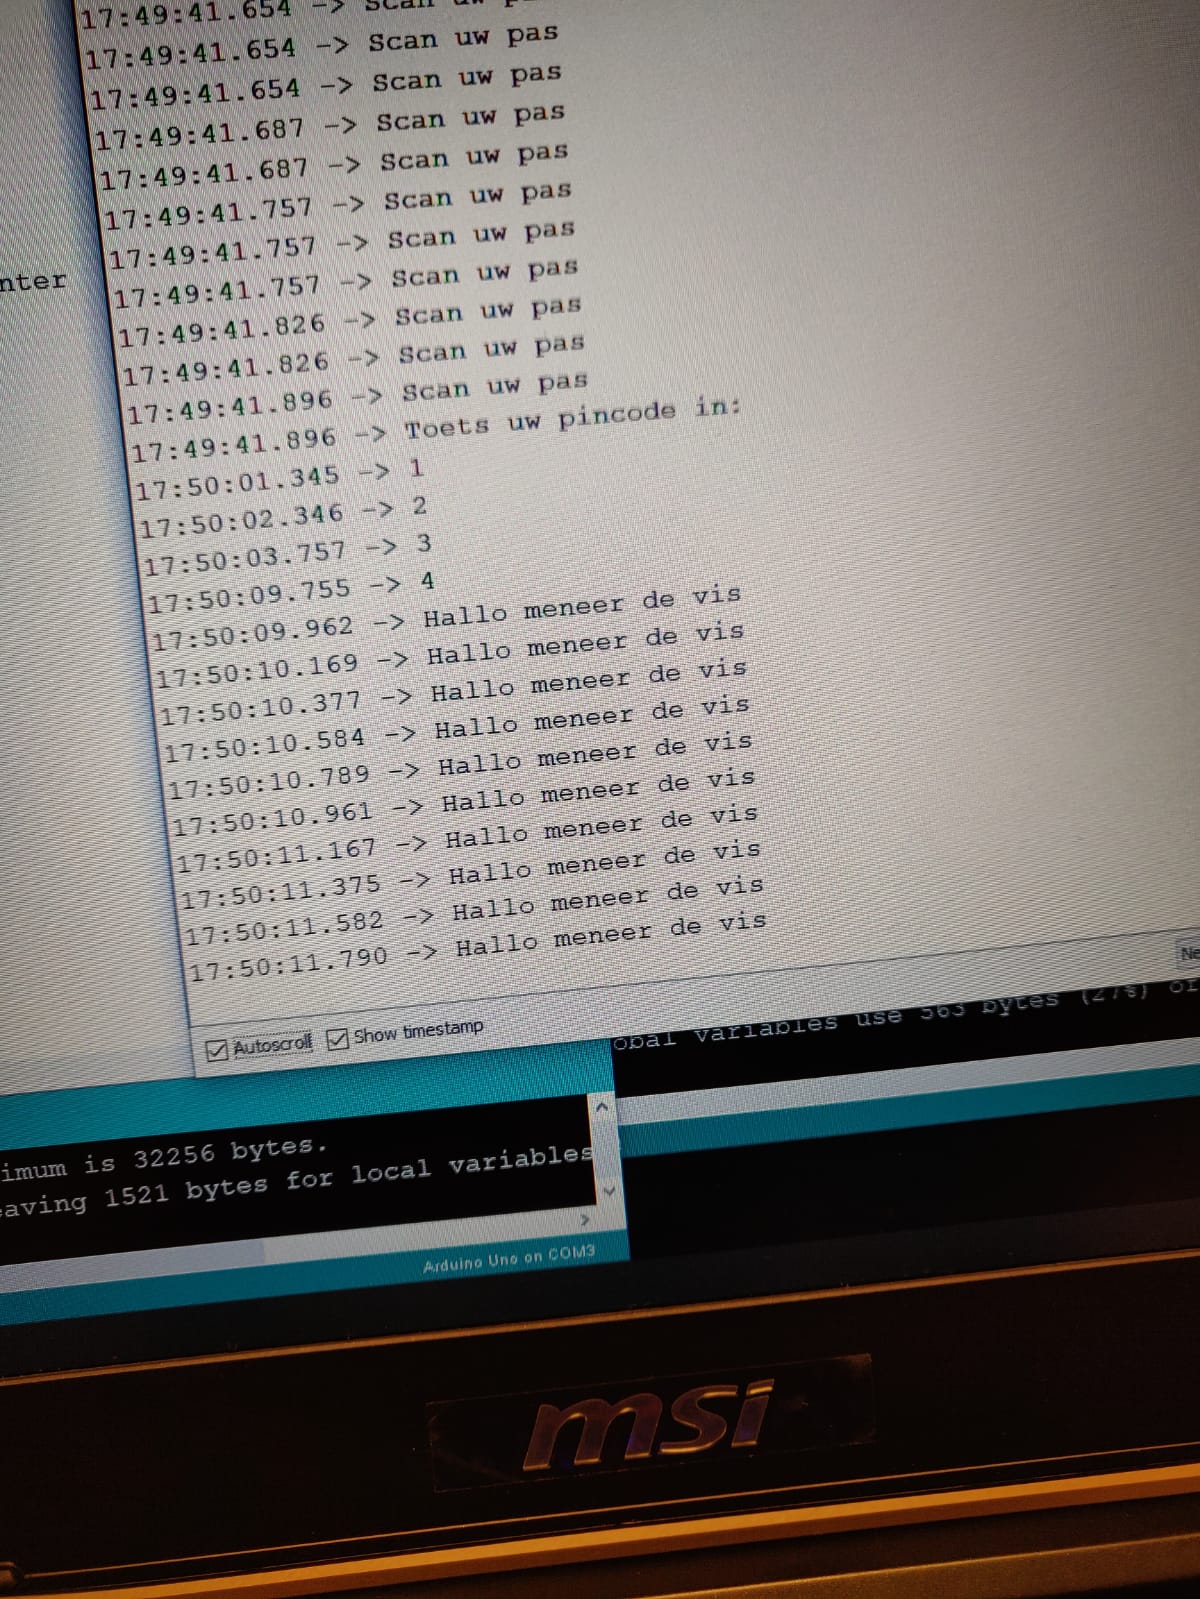 17:49:41.654 -> Scan uw
17:49:41.654 -> Scan uw pas
17:49:41.654 -> Scan uw pas
17:49:41.687 -> Scan uw pas
17:49:41.687 -> Scan uw pas
17:49:41.757 -> Scan uw pas
17:49:41.757 -> Scan uw pas
nter
17:49:41.757 -> Scan uw pas
17:49:41.826 -> Scan uw pas
17:49:41.826 -> Scan uw pas
17:49:41.896 -> Scan uw pas
17:49:41.896 -> Toets uw pincode in:
17:50:01.345 -> 1
17:50:02.346 -> 2
17:50:03.757 -> 3
17:50:09.755 -> 4
17:50:09.962 -> Hallo meneer de vis
17:50:10.169 -> Hallo meneer de vis
17:50:10.377 -> Hallo meneer de vis
17:50:10.584 -> Hallo meneer de vis
17:50:10.789 -> Hallo meneer de vis
17:50:10.961 -> Hallo meneer de vis
17:50:11.167 -> Hallo meneer de vis
17:50:11.375 -> Hallo meneer de vis
17:50:11.582 -> Hallo meneer de vis
17:50:11.790 -> Hallo meneer de vis
Ne
Autoscroll Show timestamp
obal variables use 563 bytes (27%) of
imum is 32256 bytes.
eaving 1521 bytes for local variables
Arduino Uno on COM3
msi